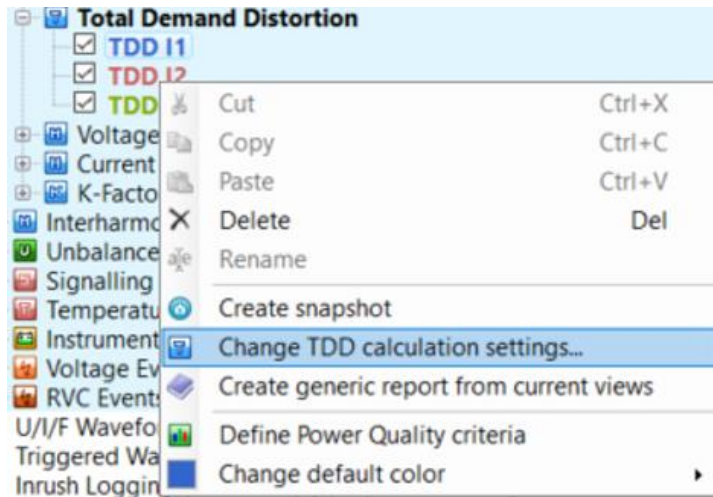 Total Demand Distortion
TDD I1
TDD I2
TDD
Voltage
Current
K-Facto
Interharmo
Unbalance
Signalling
Temperatu
Instrument
Voltage Ev
RVC Events
U/I/F Wavefo
Triggered Wa
Inrush Loggin
Cut Ctrl+X
Copy Ctrl+C
Paste Ctrl+V
Delete Del
Rename
Create snapshot
Change TDD calculation settings...
Create generic report from current views
Define Power Quality criteria
Change default color